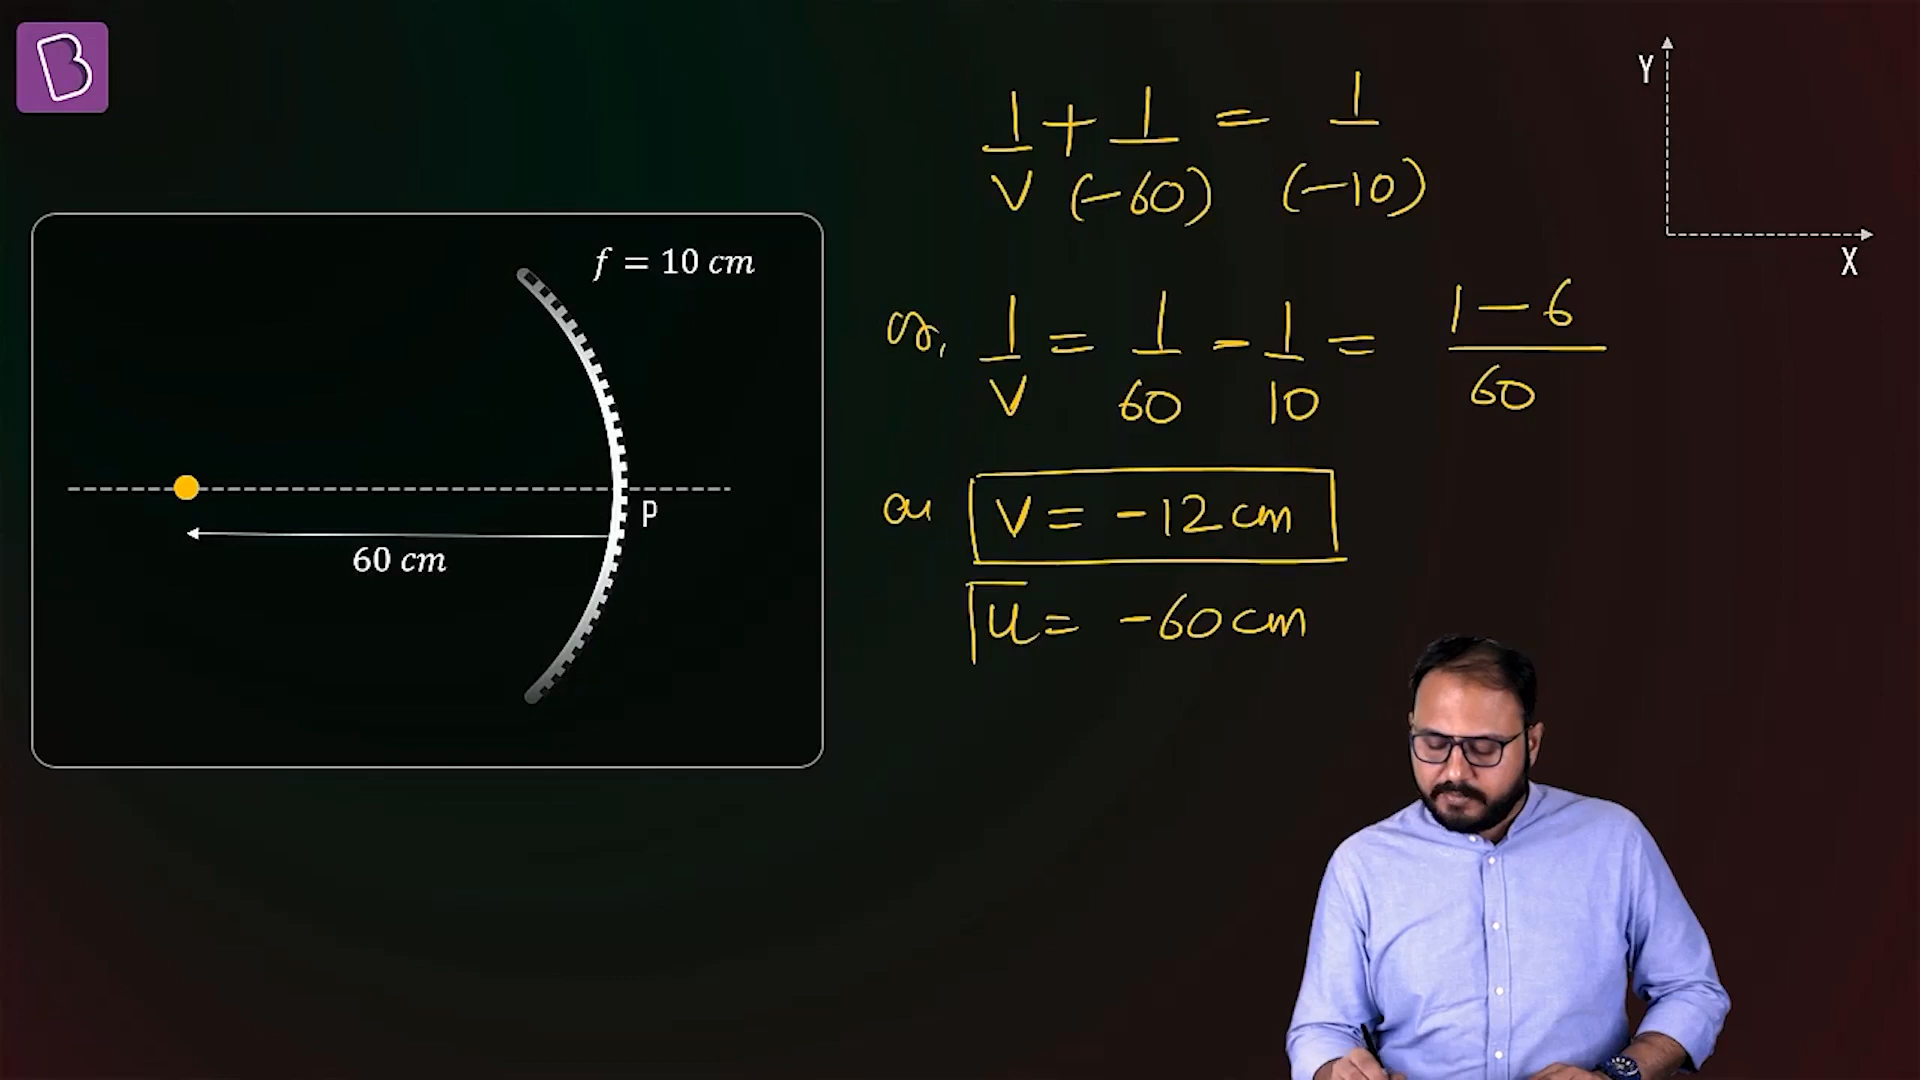 B
f = 10 cm
P
60 cm
1/V + 1/(-60) = 1/(-10)
or, 1/V = 1/60 - 1/10 = 1-6/60
or V = -12 cm
u = -60 cm
Y
X